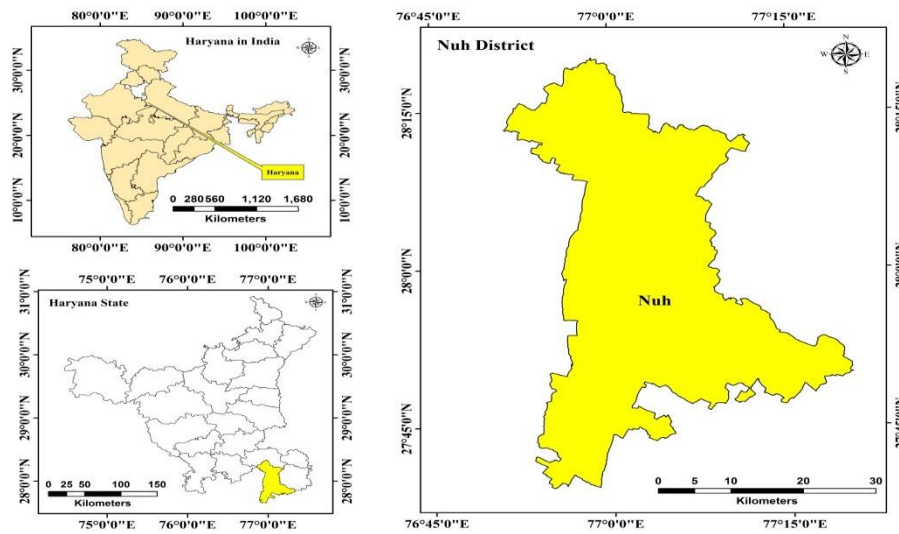 80°0'0"E 90°0'0"E 100°0'0"E
Haryana in India
30°0'0"N 20°0'0"N 10°0'0"N
30°0'0"N 20°0'0"N 10°0'0"N
Haryana
0 280 560 1,120 1,680
Kilometers
80°0'0"E 90°0'0"E 100°0'0"E
75°0'0"E 76°0'0"E 77°0'0"E
Haryana State
31°0'0"N 30°0'0"N 29°0'0"N 28°0'0"N
31°0'0"N 30°0'0"N 29°0'0"N 28°0'0"N
0 25 50 100 150
Kilometers
75°0'0"E 76°0'0"E 77°0'0"E
76°45'0"E 77°0'0"E 77°15'0"E
Nuh District
N
W E
S
28°15'0"N 28°0'0"N 27°45'0"N
Nuh
0 5 10 20 30
Kilometers
76°45'0"E 77°0'0"E 77°15'0"E